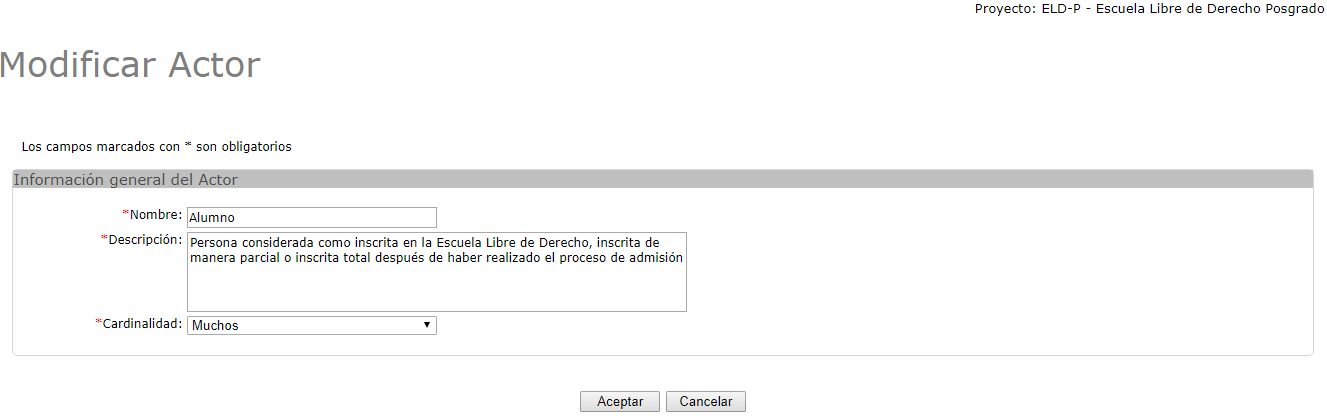 Proyecto: ELD-P - Escuela Libre de Derecho Posgrado
Modificar Actor
Los campos marcados con * son obligatorios
Información general del Actor
*Nombre: Alumno
*Descripción: Persona considerada como inscrita en la Escuela Libre de Derecho, inscrita de
manera parcial o inscrita total después de haber realizado el proceso de admisión
*Cardinalidad: Muchos
Aceptar Cancelar